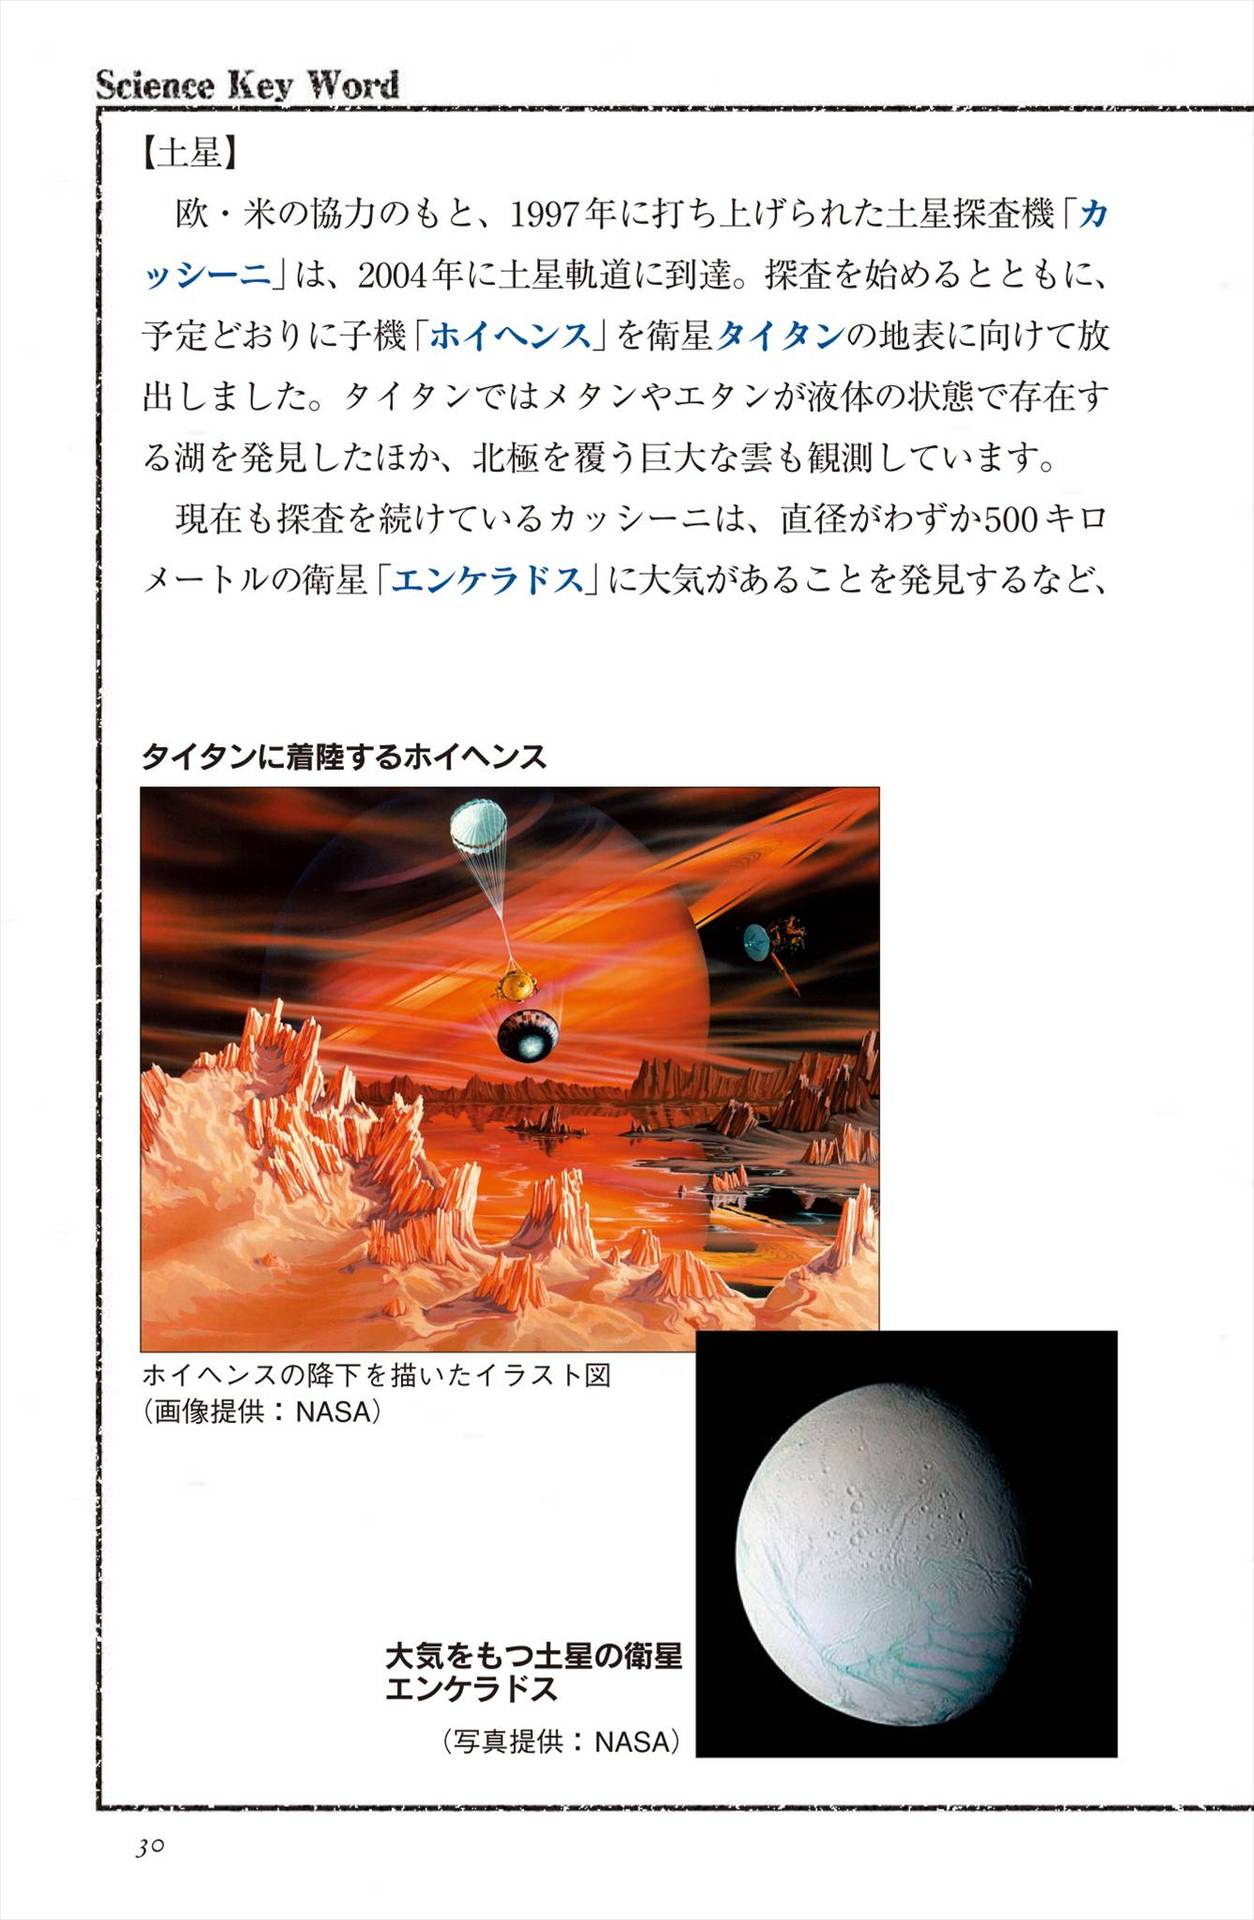 Science Key Word
【土星】
欧・米の協力のもと、1997年に打ち上げられた土星探査機「カ
ッシーニ」は、2004年に土星軌道に到達。探査を始めるとともに、
予定どおりに子機「ホイヘンス」を衛星タイタンの地表に向けて放
出しました。タイタンではメタンやエタンが液体の状態で存在す
る湖を発見したほか、北極を覆う巨大な雲も観測しています。
現在も探査を続けているカッシーニは、直径がわずか500キロ
メートルの衛星「エンケラドス」に大気があることを発見するなど、
タイタンに着陸するホイヘンス
ホイヘンスの降下を描いたイラスト図
（画像提供：NASA）
大気をもつ土星の衛星
エンケラドス
（写真提供：NASA）
30